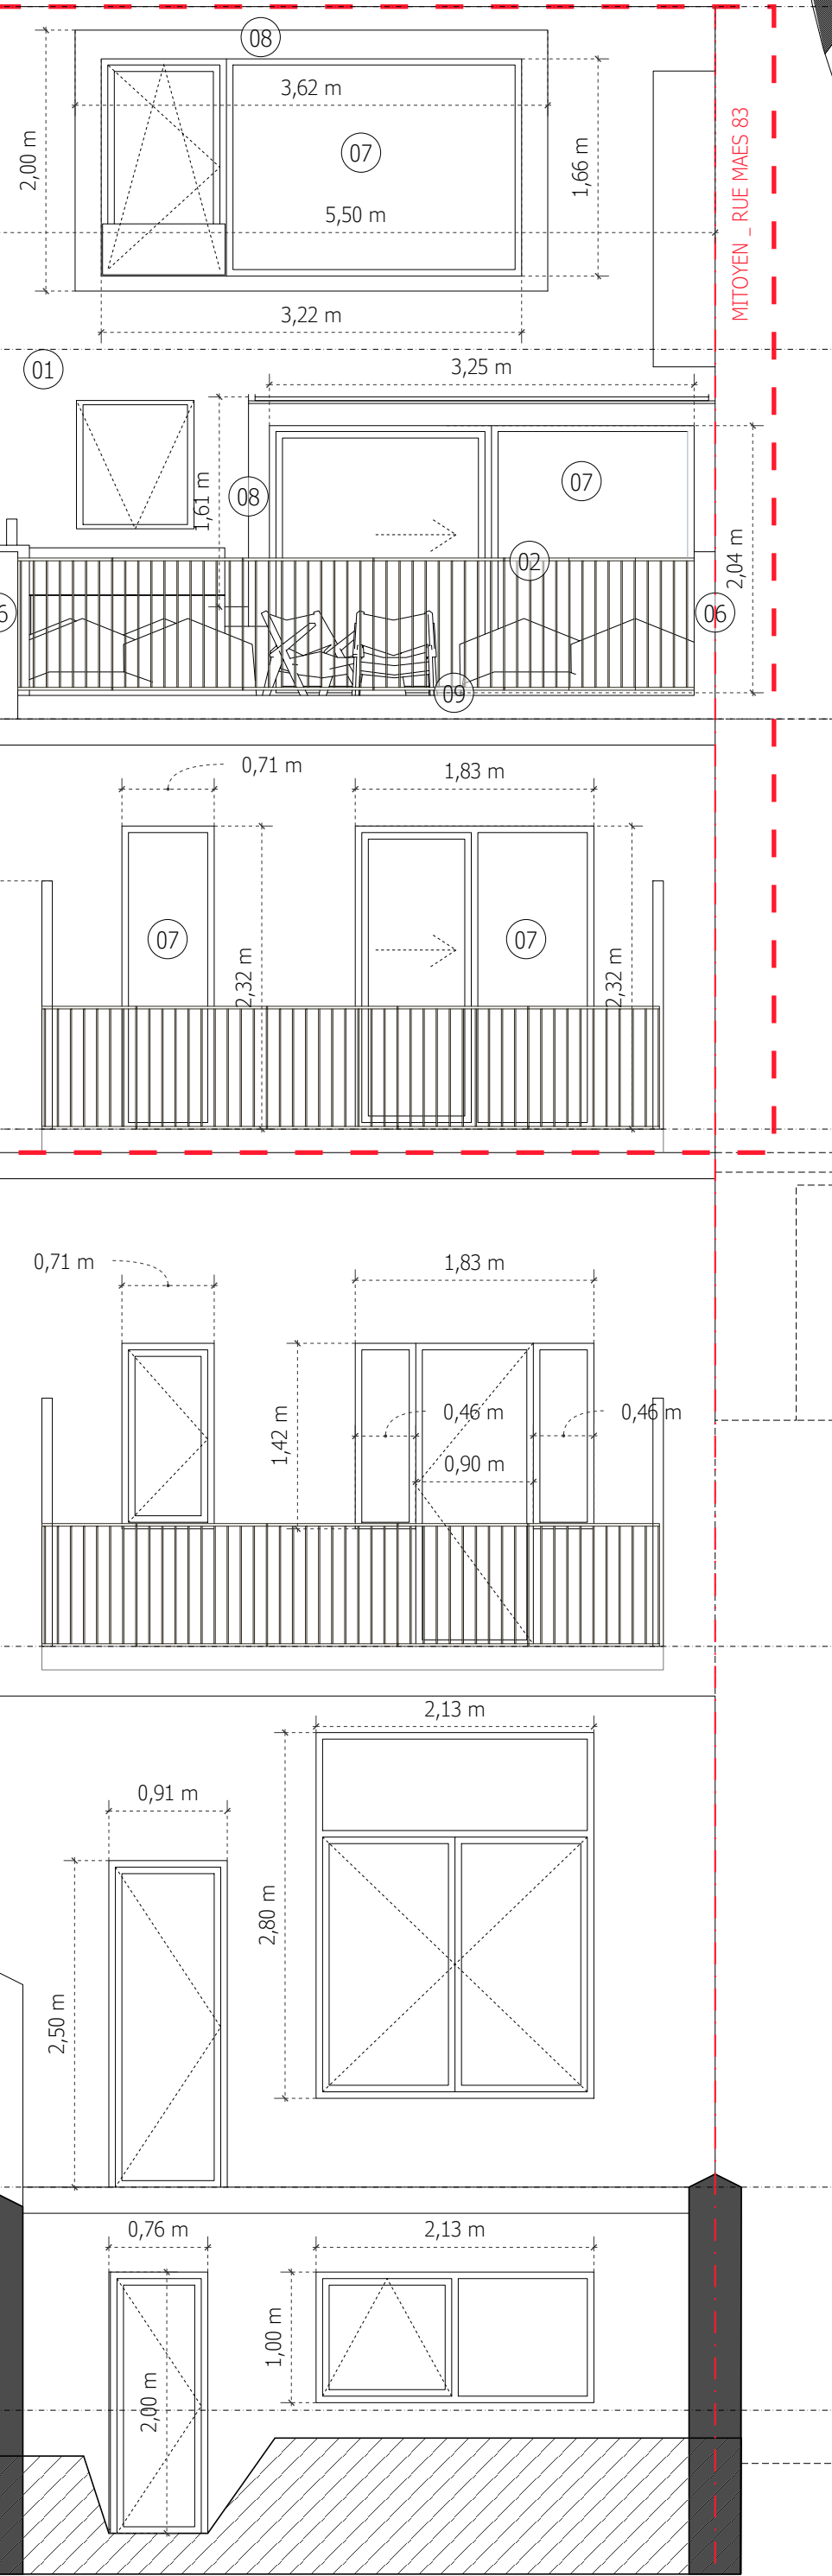 08
3,62 m
2,00 m
07
1,66 m
5,50 m
MITOYEN _ RUE MAES 83
3,22 m
01
3,25 m
07
1,61 m
08
02
2,04 m
6
06
09
0,71 m
1,83 m
07
07
2,32 m
2,32 m
0,71 m
1,83 m
1,42 m
0,46 m
0,46 m
0,90 m
2,13 m
0,91 m
2,80 m
2,50 m
0,76 m
2,13 m
1,00 m
2,00 m